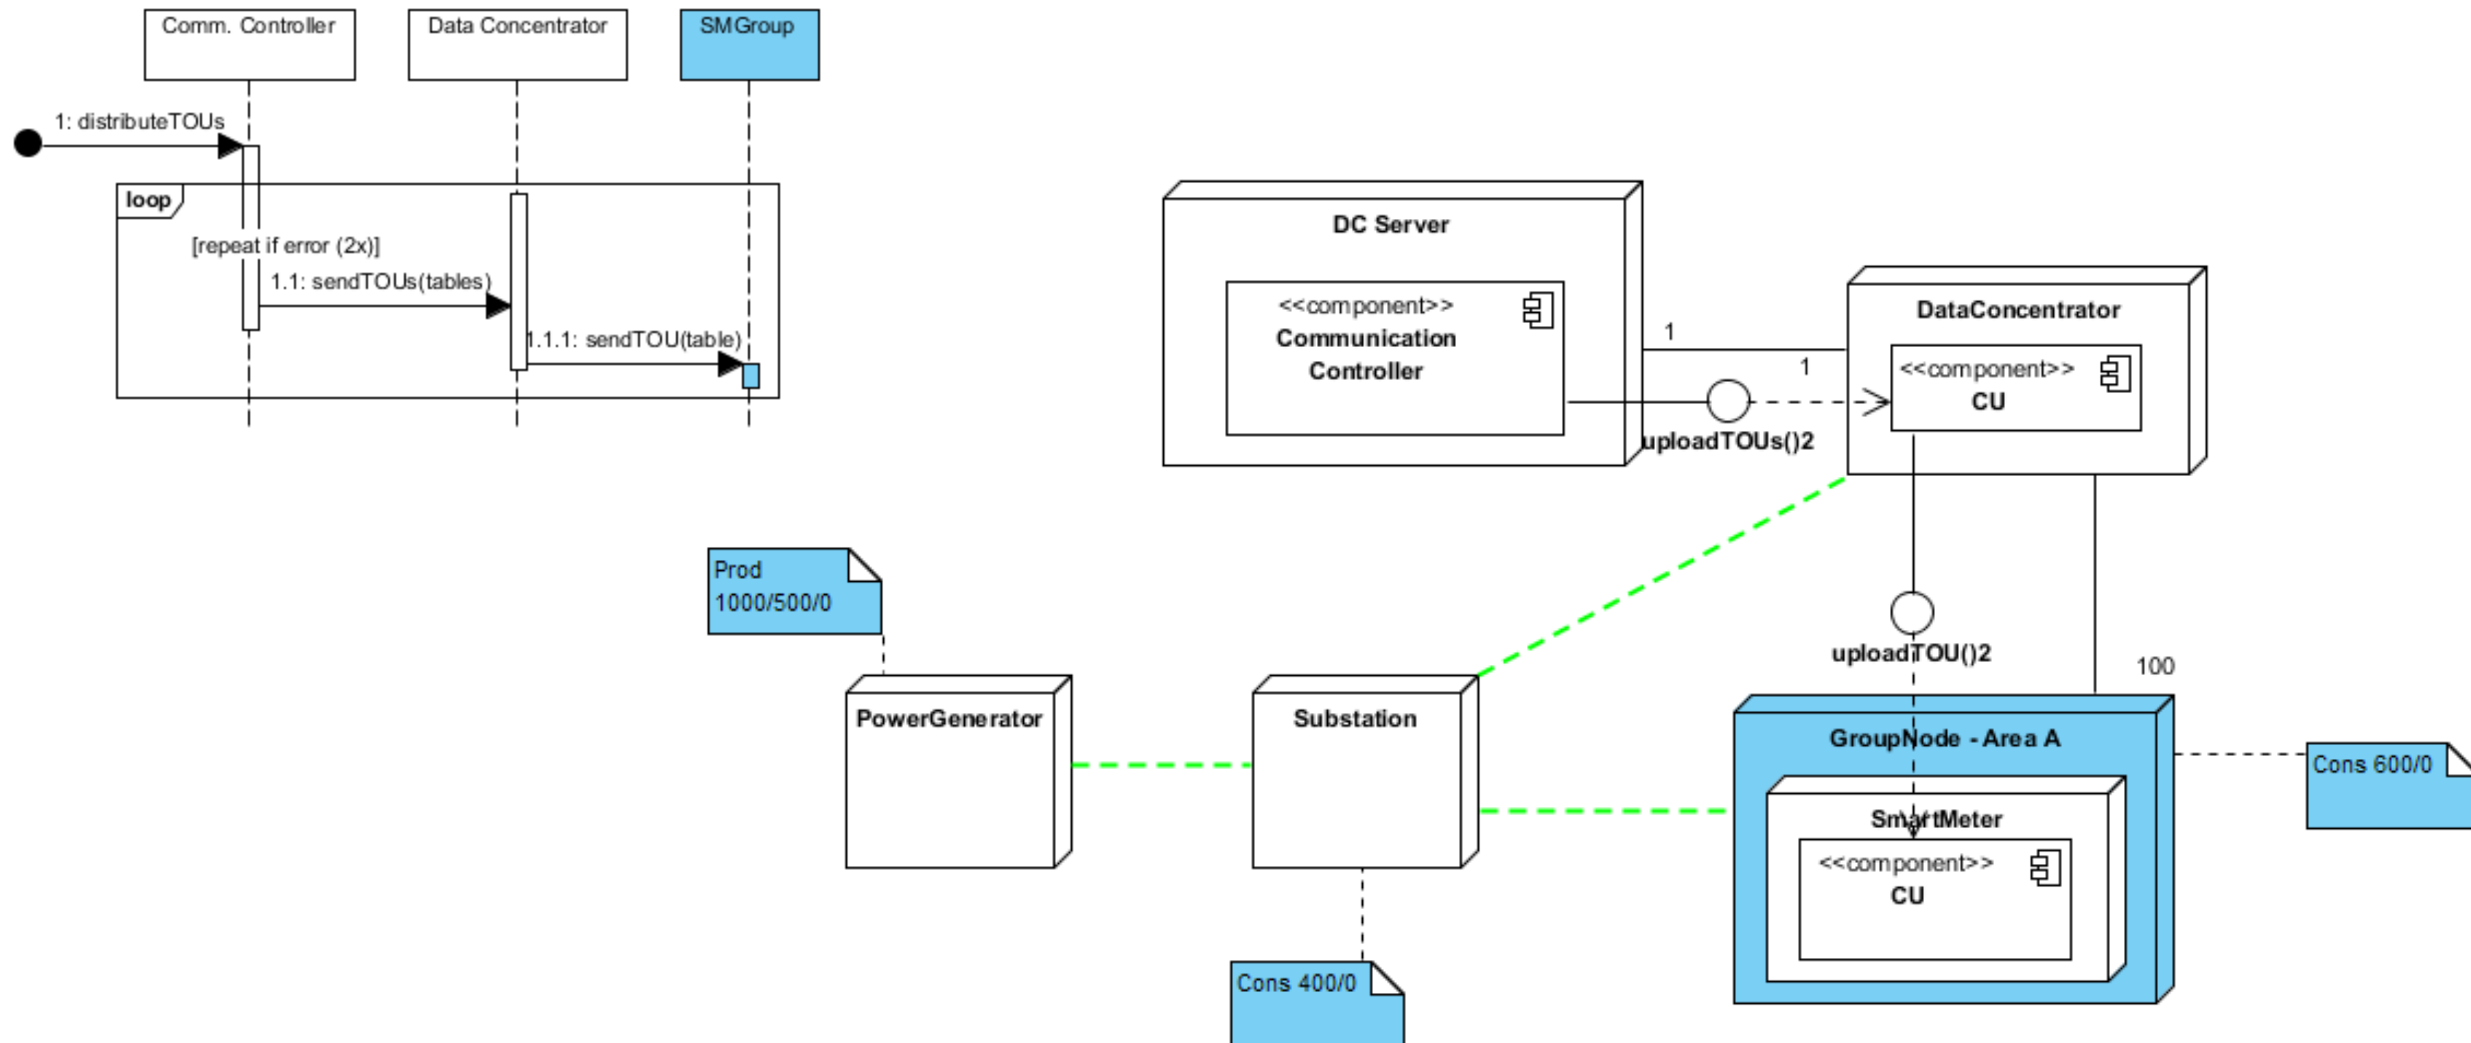 Comm. Controller
Data Concentrator
SMGroup
1: distributeTOUs
loop
[repeat if error (2x)]
1.1: sendTOUs(tables)
1.1.1: sendTOU(table)
DC Server
<<component>>
Communication
Controller
1
1
uploadTOUs()2
DataConcentrator
<<component>>
CU
Prod
1000/500/0
PowerGenerator
Substation
Cons 400/0
uploadTOU()2
100
GroupNode - Area A
SmartMeter
<<component>>
CU
Cons 600/0